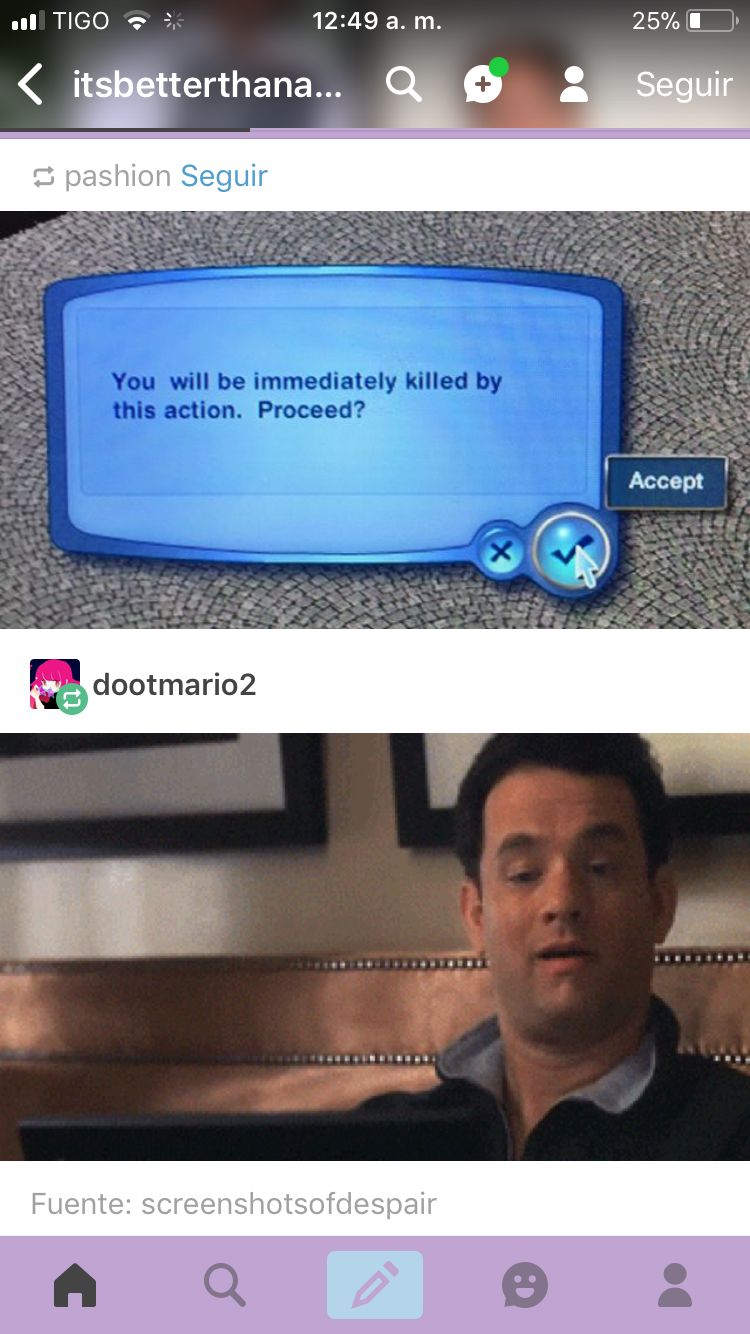 TIGO 12:49 a. m. 25%
itsbetterthana... Seguir
pashion Seguir
You will be immediately killed by
this action. Proceed?
Accept
dootmario2
Fuente: screenshotsofdespair